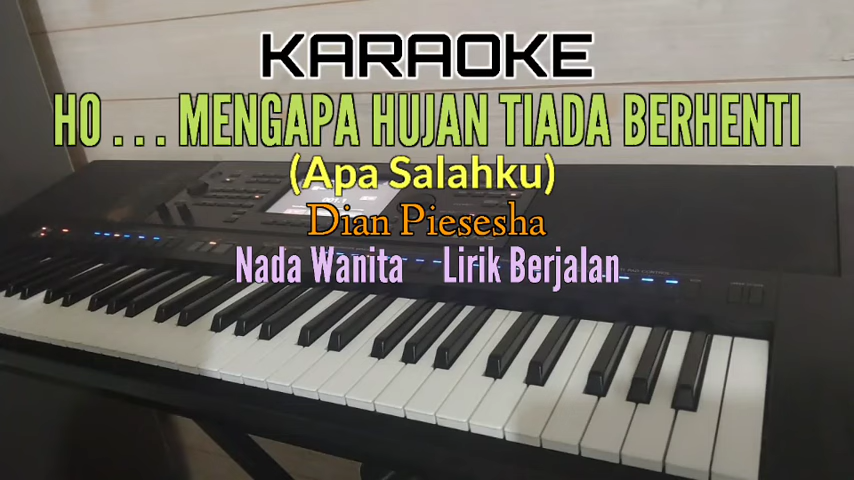 KARAOKE
HO . . . MENGAPA HUJAN TIADA BERHENTI
(Apa Salahku)
Dian Piesesha
Nada Wanita Lirik Berjalan